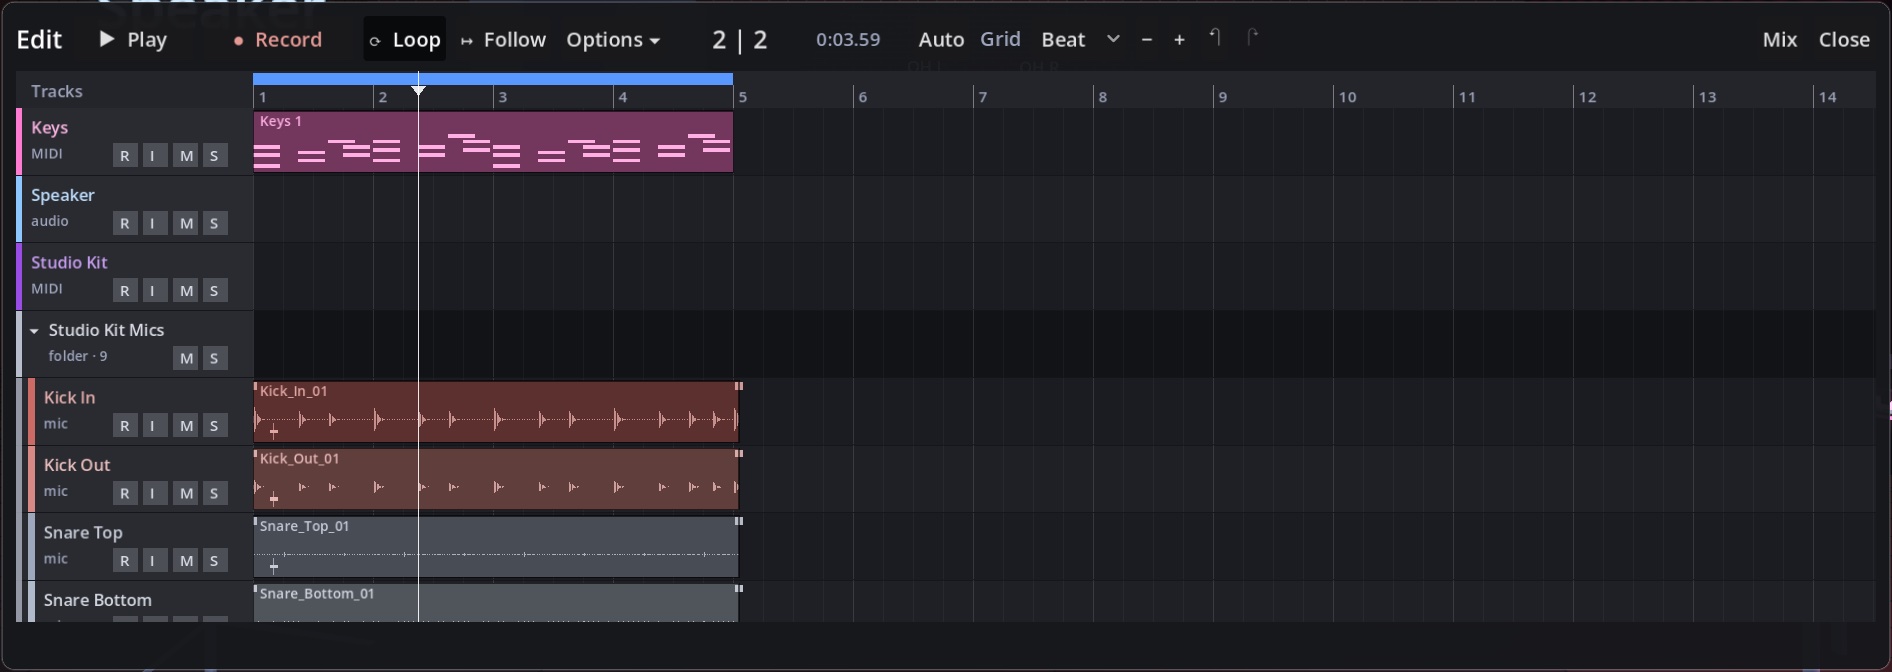 Edit Play Record Loop Follow Options 2 | 2 0:03.59 Auto Grid Beat − + Mix Close
Tracks 1 2 3 4 5 6 7 8 9 10 11 12 13 14
Keys
MIDI R I M S
Keys 1
Speaker
audio R I M S
Studio Kit
MIDI R I M S
Studio Kit Mics
folder · 9 M S
Kick In
mic R I M S
Kick_In_01
Kick Out
mic R I M S
Kick_Out_01
Snare Top
mic R I M S
Snare_Top_01
Snare Bottom
Snare_Bottom_01